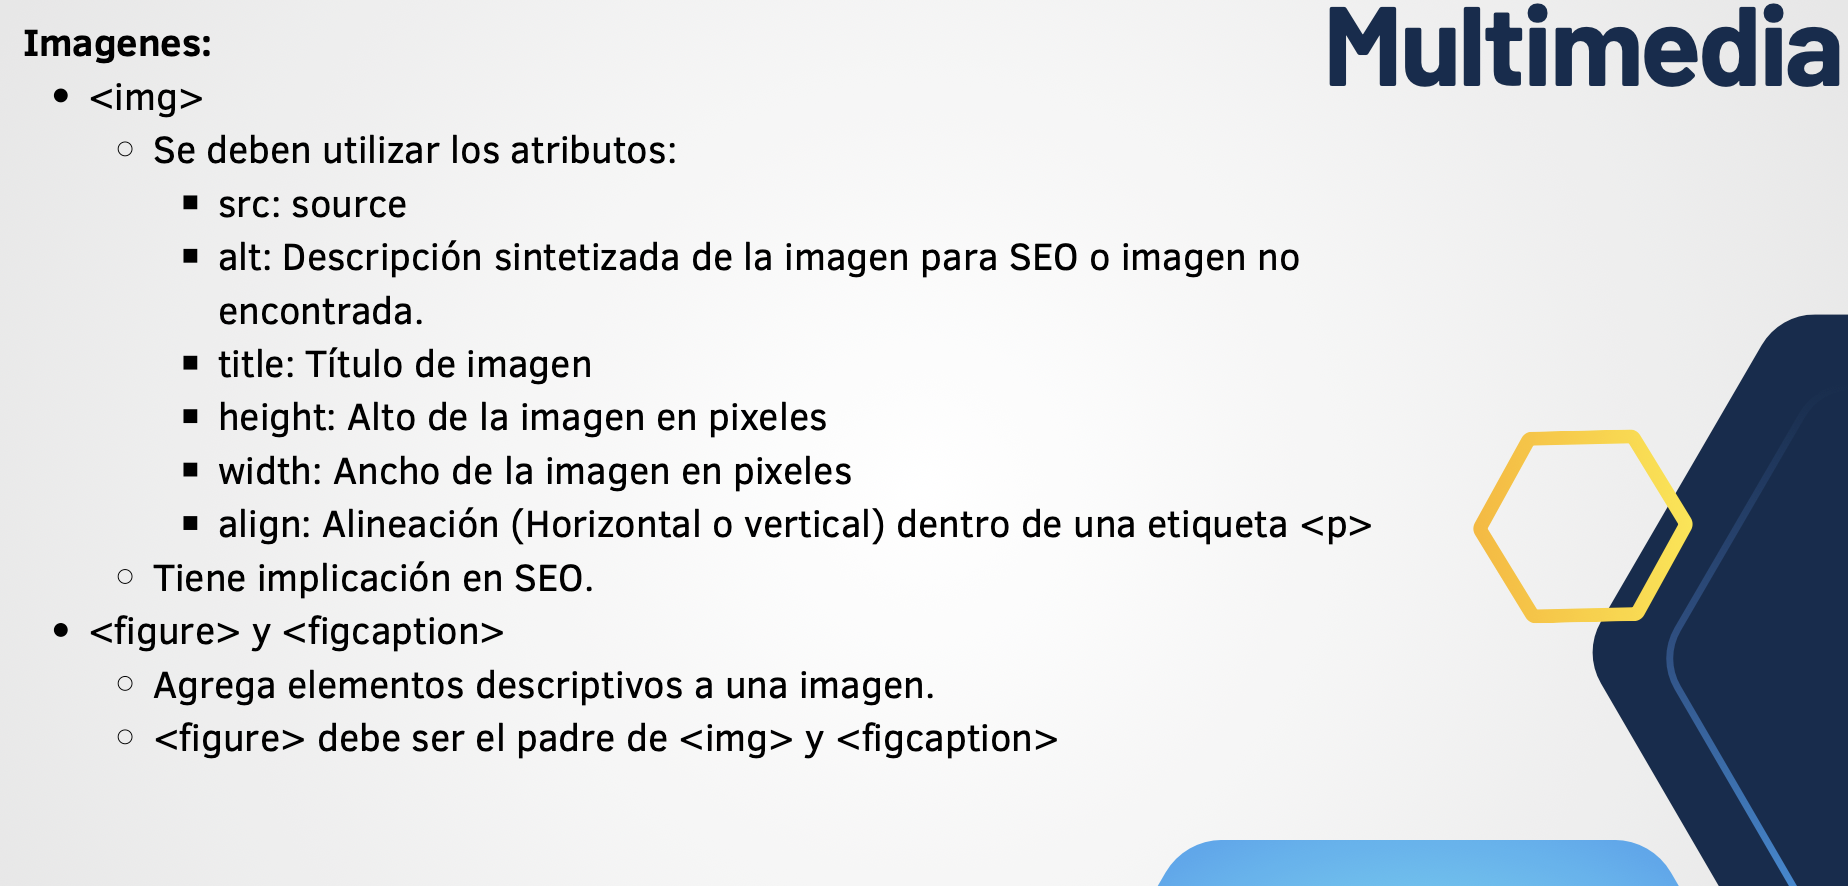 Multimedia
Imagenes:
• <img>
○ Se deben utilizar los atributos:
▪ src: source
▪ alt: Descripción sintetizada de la imagen para SEO o imagen no
encontrada.
▪ title: Título de imagen
▪ height: Alto de la imagen en pixeles
▪ width: Ancho de la imagen en pixeles
▪ align: Alineación (Horizontal o vertical) dentro de una etiqueta <p>
○ Tiene implicación en SEO.
• <figure> y <figcaption>
○ Agrega elementos descriptivos a una imagen.
○ <figure> debe ser el padre de <img> y <figcaption>